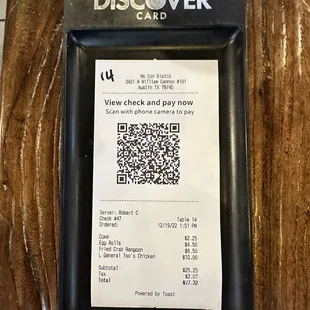 DISCOVER
CARD
14
Ho Con Bistro
3421 W William Cannon #101
Austin TX 78745
View check and pay now
Scan with phone camera to pay
Server: Robert C
Check #47 Table 14
Ordered: 12/19/22 1:51 PM
Coke $2.25
Egg Rolls $4.50
Fried Crab Rangoon $8.50
L General Tso's Chicken $10.00
Subtotal $25.25
Tax $2.07
Total $27.32
Powered by Toast